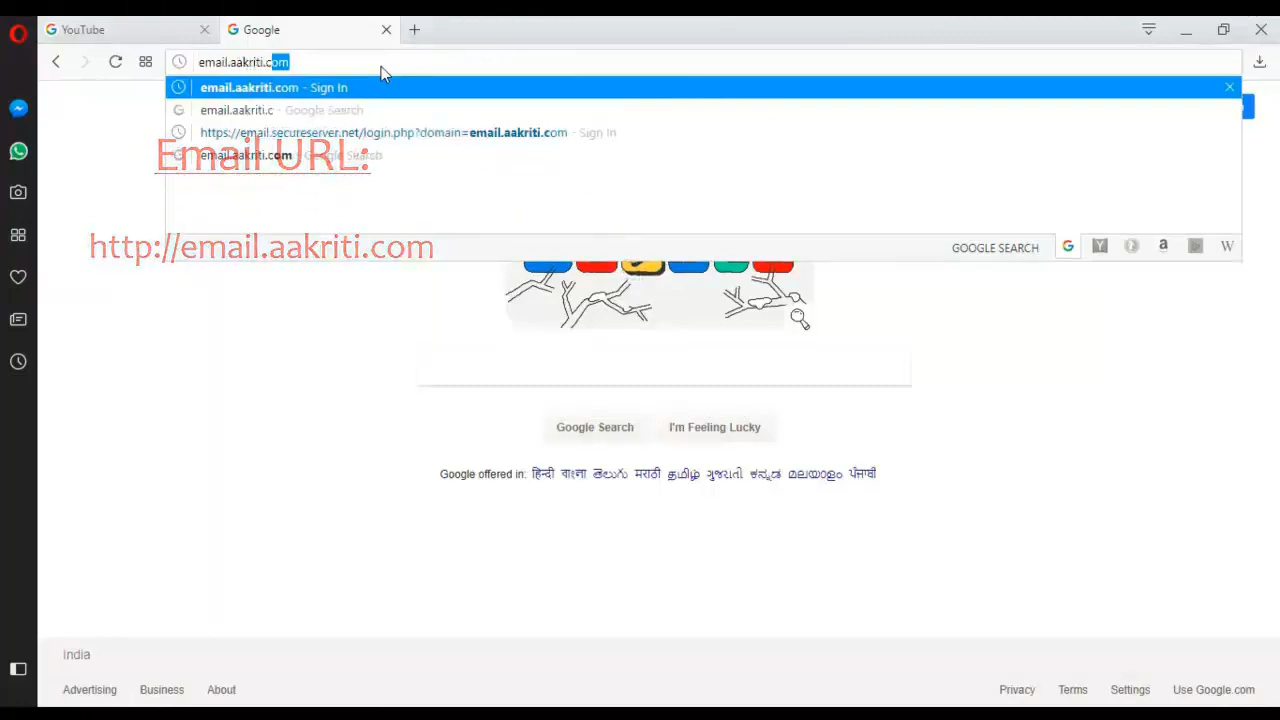 YouTube
Google
email.aakriti.com
email.aakriti.com - Sign In
email.aakriti.c - Google Search
https://email.secureserver.net/login.php?domain=email.aakriti.com - Sign In
email.aakriti.com - Google Search
Email URL:
http://email.aakriti.com
GOOGLE SEARCH
Google Search
I'm Feeling Lucky
Google offered in: हिन्दी বাংলা తెలుగు मराठी தமிழ் ગુજરાતી ಕನ್ನಡ മലയാളം ਪੰਜਾਬੀ
India
Advertising Business About
Privacy Terms Settings Use Google.com